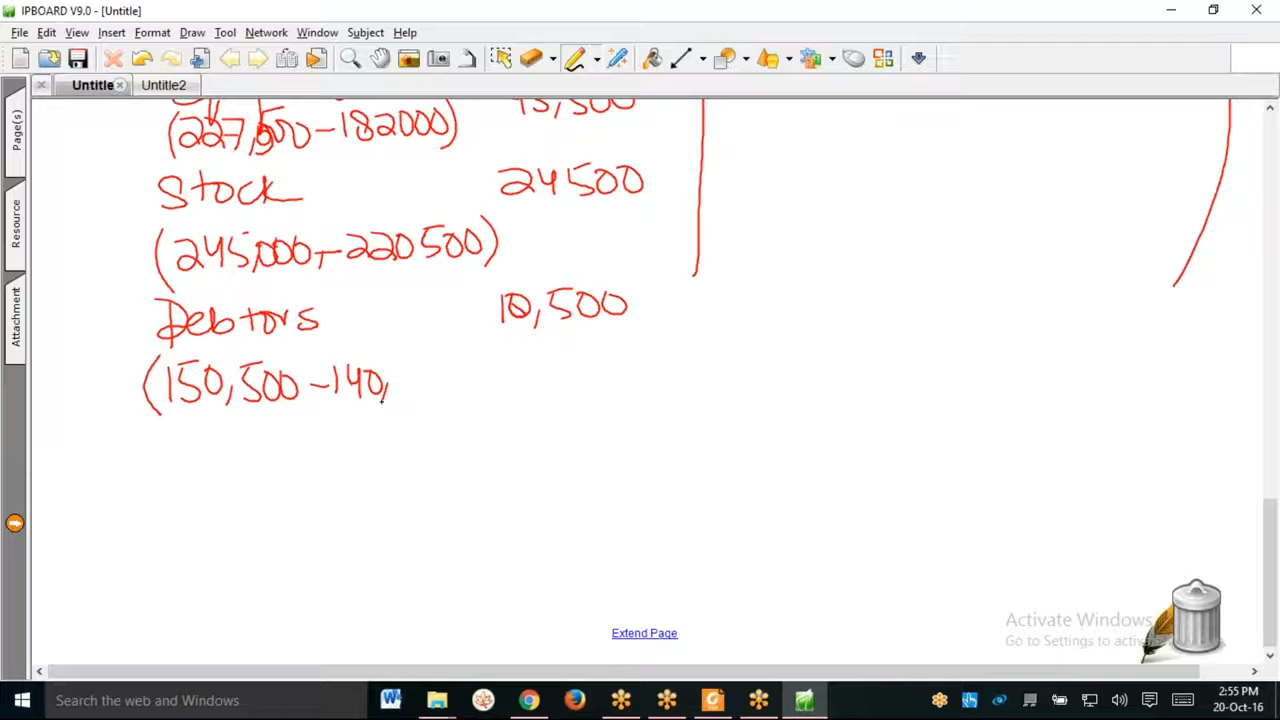 IPBOARD V9.0 - [Untitle]
File Edit View Insert Format Draw Tool Network Window Subject Help
Untitle Untitle2
Page(s)
Resource
Attachment
(227,500-182000)
Stock 24500
(245,000-220500)
Debtors 10,500
(150,500-140,
Extend Page
Activate Windows
Go to Settings to activ
Search the web and Windows
2:55 PM
20-Oct-16